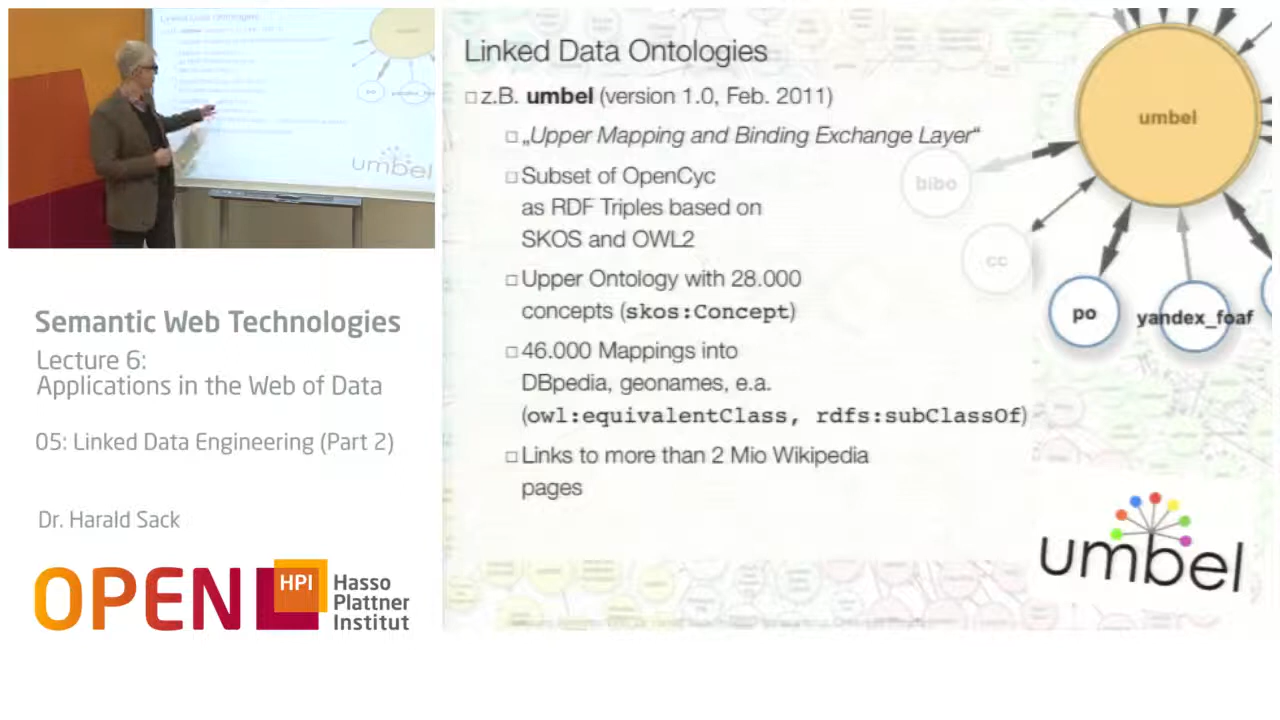 Linked Data Ontologies
□ z.B. umbel (version 1.0, Feb. 2011)
□ „Upper Mapping and Binding Exchange Layer“
□ Subset of OpenCyc
as RDF Triples based on
SKOS and OWL2
□ Upper Ontology with 28.000
concepts (skos:Concept)
□ 46.000 Mappings into
DBpedia, geonames, e.a.
(owl:equivalentClass, rdfs:subClassOf)
□ Links to more than 2 Mio Wikipedia
pages
umbel
bibo
cc
po
yandex_foaf
umbel
umbel
po
Semantic Web Technologies
Lecture 6:
Applications in the Web of Data
05: Linked Data Engineering (Part 2)
Dr. Harald Sack
OPEN HPI
Hasso
Plattner
Institut